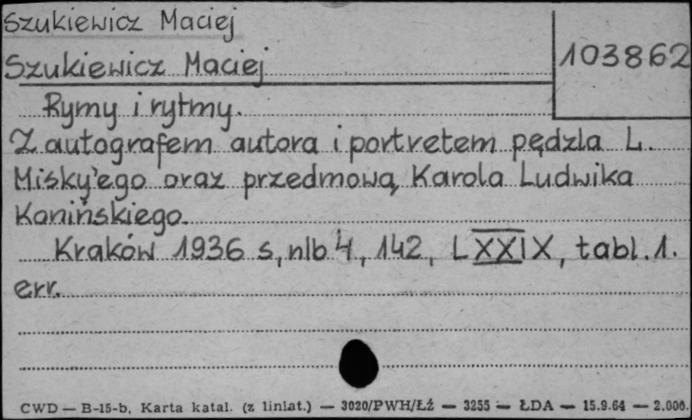 Szukiewicz Maciej
103862
Szukiewicz Maciej
Rymy i rytmy.
Z autografem autora i portretem pędzla L.
Misky'ego oraz przedmową Karola Ludwika
Konińskiego.
Kraków 1936 s, nlb 4, 142, LXXIX, tabl. 1.
err.
CWD — B-15-b, Karta katal. (z liniat.) — 3020/PWH/Łź — 3255 — ŁDA — 15.9.64 — 2.000